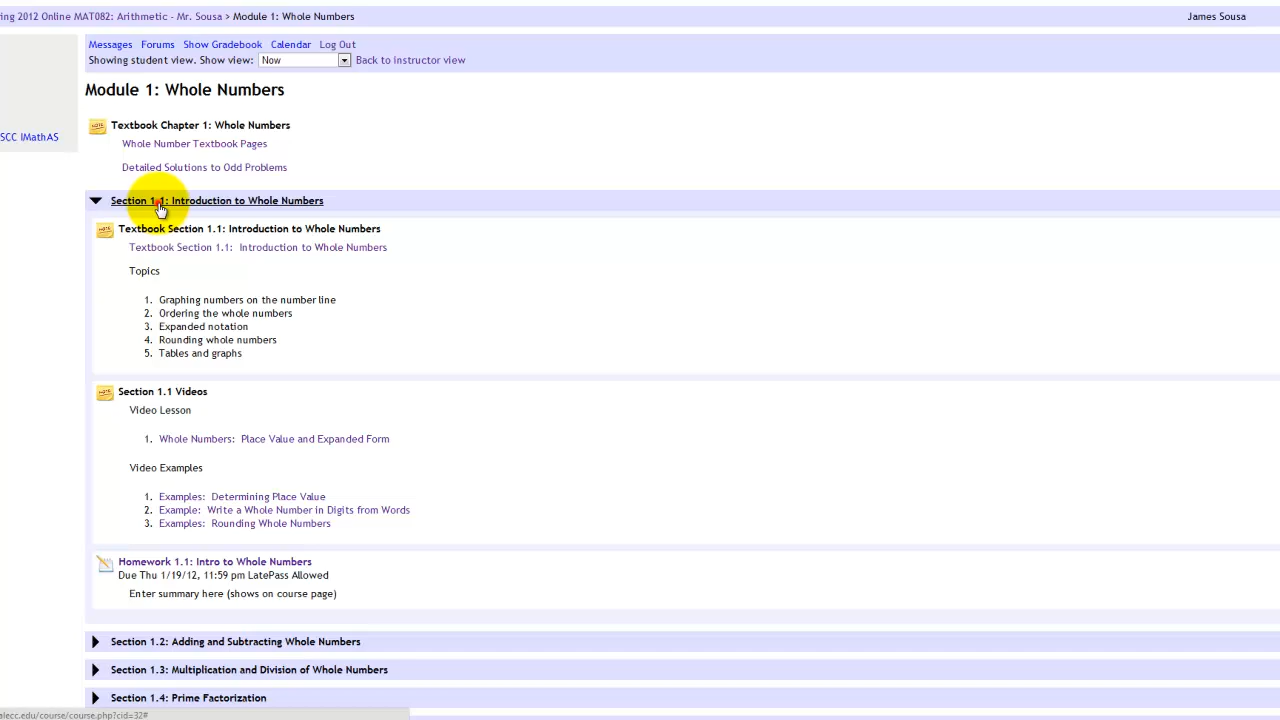 ing 2012 Online MAT082: Arithmetic - Mr. Sousa > Module 1: Whole Numbers
James Sousa
Messages Forums Show Gradebook Calendar Log Out
Showing student view. Show view: Now Back to instructor view
Module 1: Whole Numbers
Textbook Chapter 1: Whole Numbers
SCC IMathAS
Whole Number Textbook Pages
Detailed Solutions to Odd Problems
Section 1.1: Introduction to Whole Numbers
Textbook Section 1.1: Introduction to Whole Numbers
Textbook Section 1.1: Introduction to Whole Numbers
Topics
1. Graphing numbers on the number line
2. Ordering the whole numbers
3. Expanded notation
4. Rounding whole numbers
5. Tables and graphs
Section 1.1 Videos
Video Lesson
1. Whole Numbers: Place Value and Expanded Form
Video Examples
1. Examples: Determining Place Value
2. Example: Write a Whole Number in Digits from Words
3. Examples: Rounding Whole Numbers
Homework 1.1: Intro to Whole Numbers
Due Thu 1/19/12, 11:59 pm LatePass Allowed
Enter summary here (shows on course page)
Section 1.2: Adding and Subtracting Whole Numbers
Section 1.3: Multiplication and Division of Whole Numbers
Section 1.4: Prime Factorization
alecc.edu/course/course.php?cid=32#